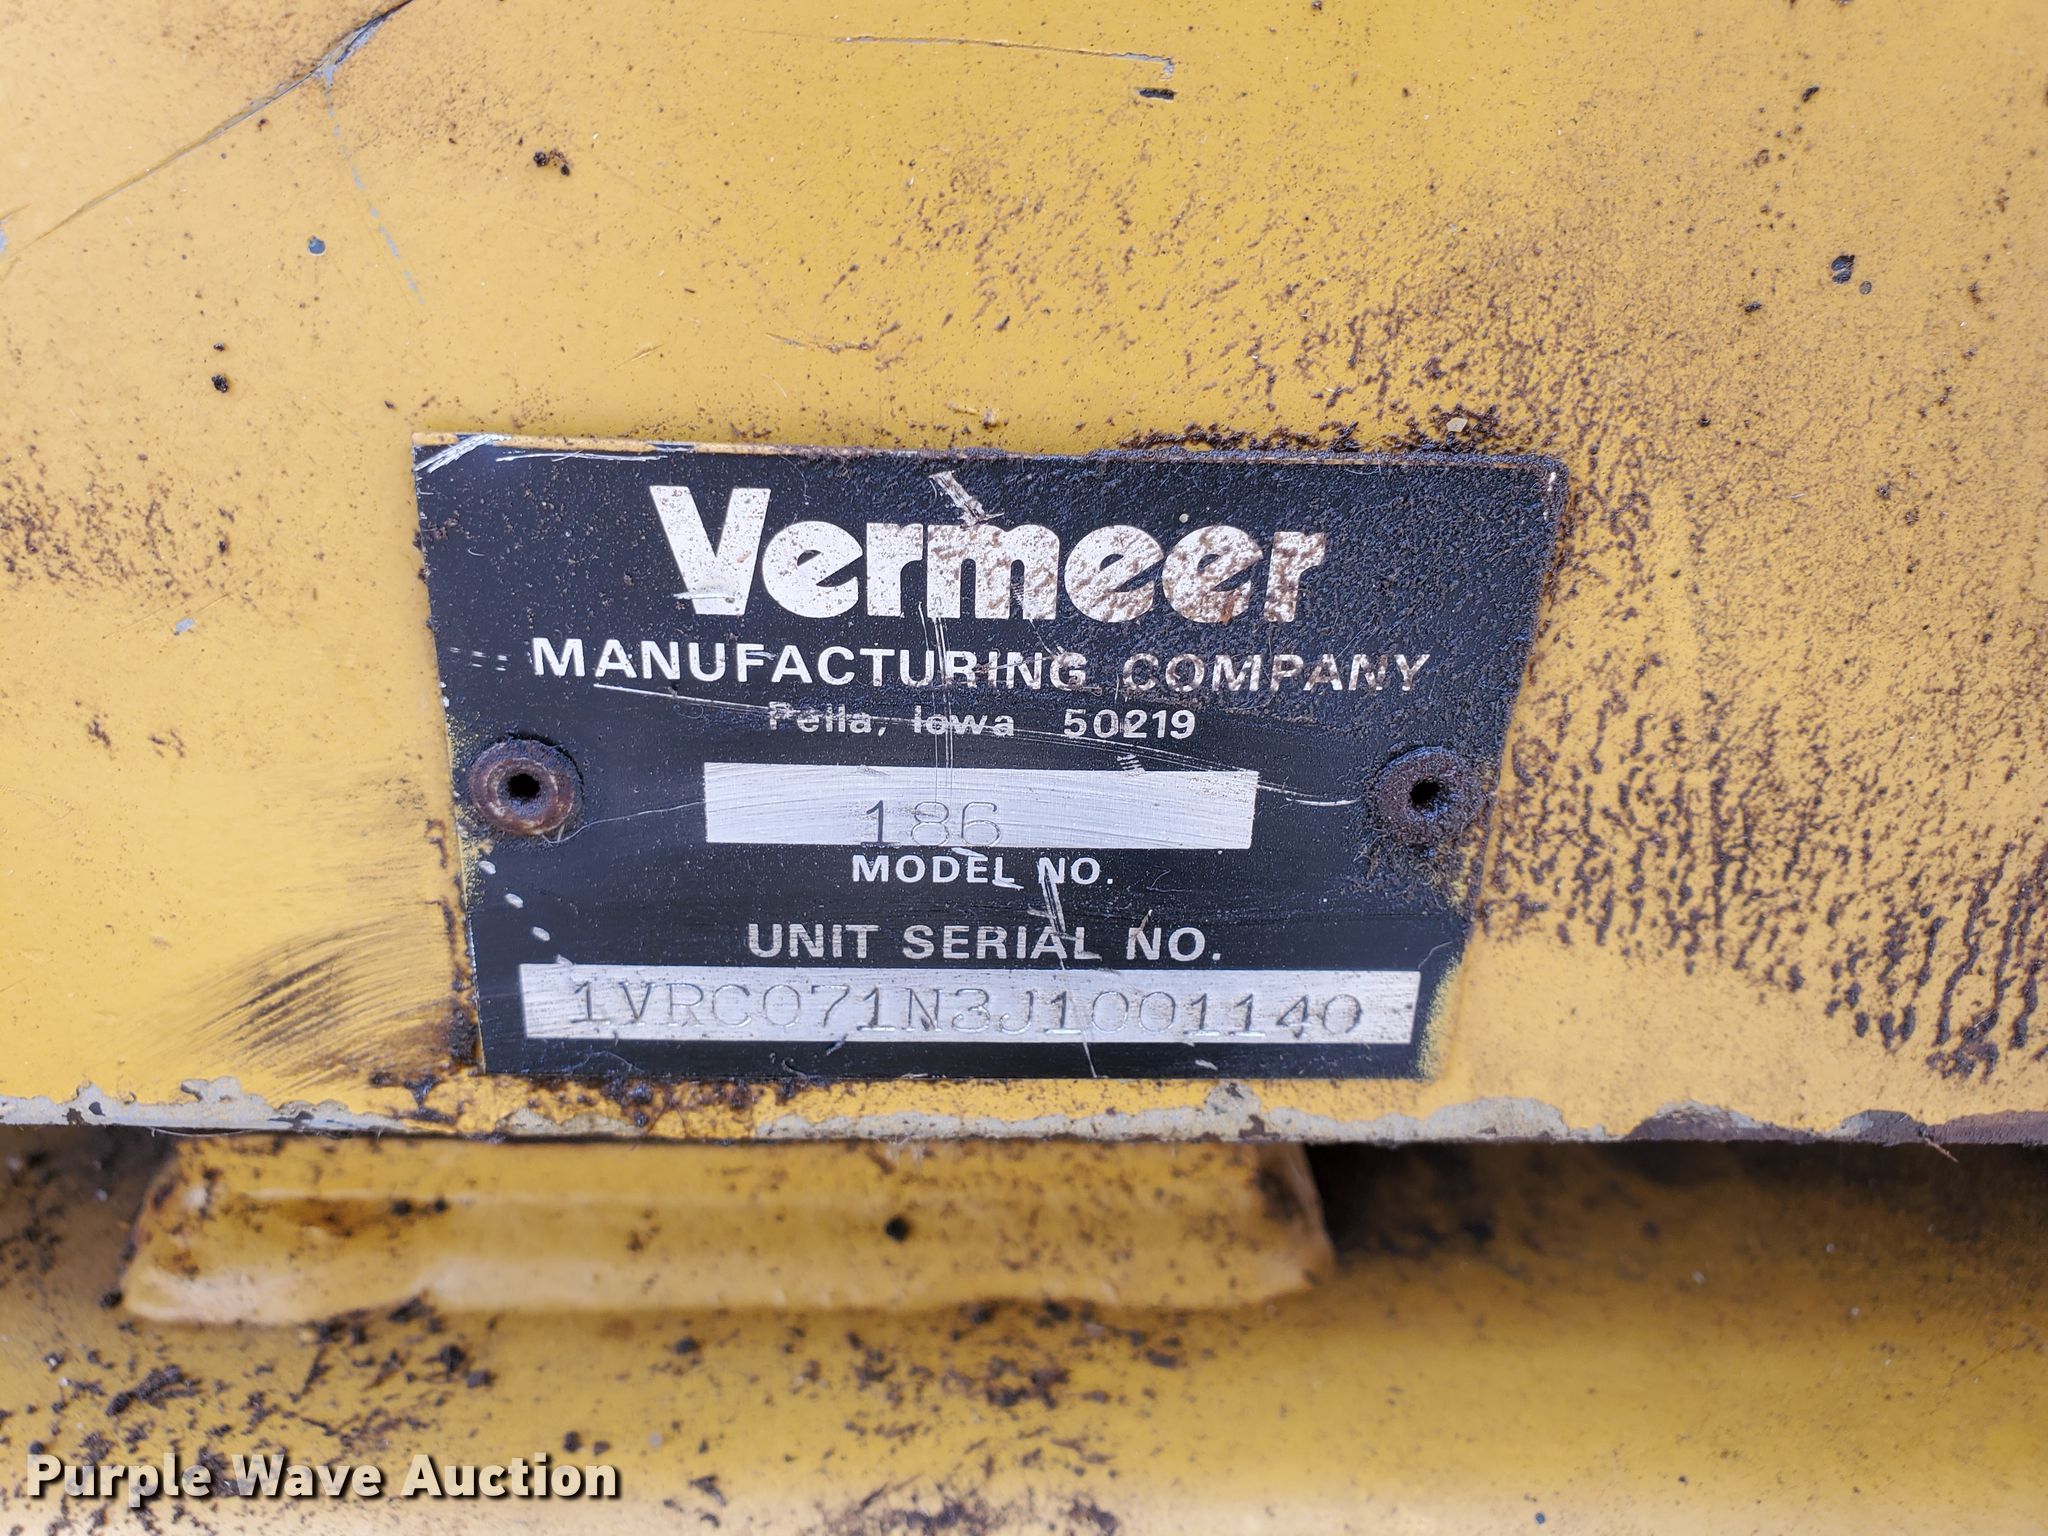 Vermeer
MANUFACTURING COMPANY
Pella, Iowa 50219
186
MODEL NO.
UNIT SERIAL NO.
1VRC071N3J1001140
Purple Wave Auction